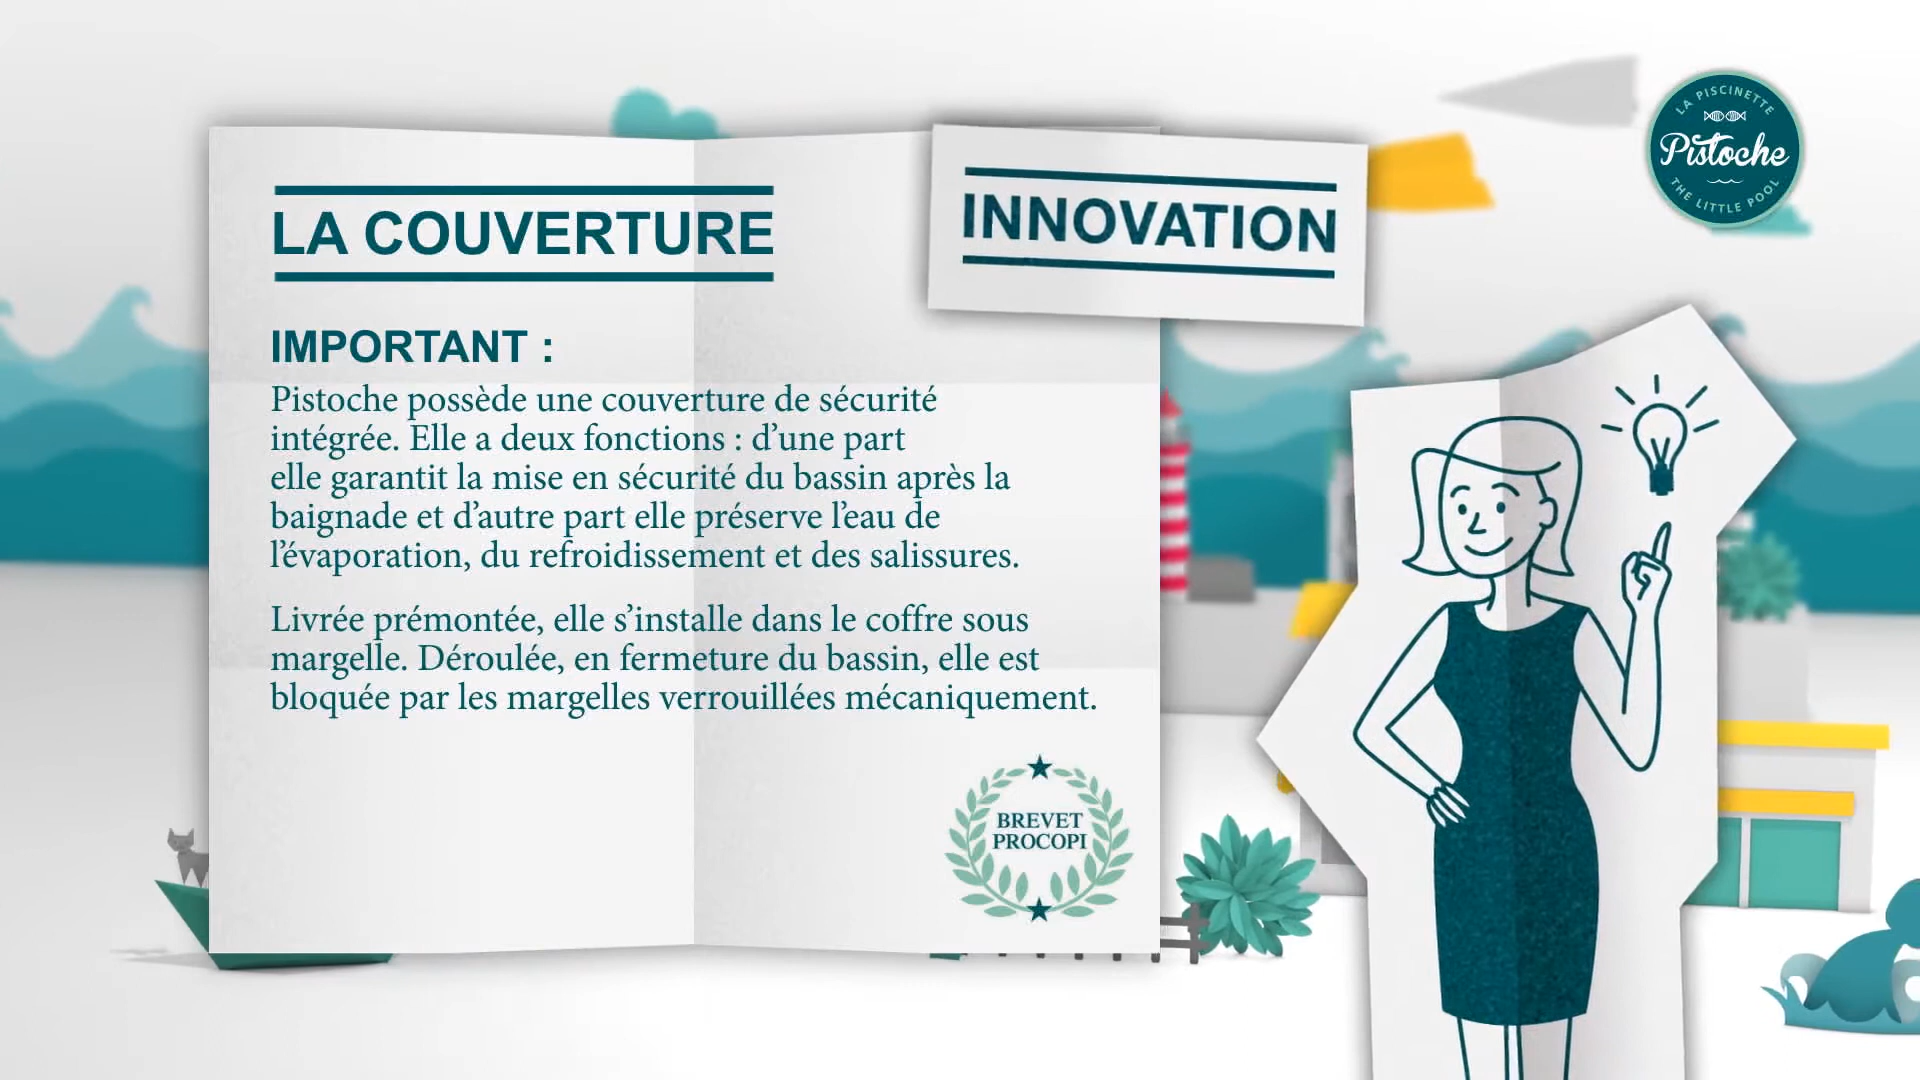 LA COUVERTURE
INNOVATION
LA PISCINETTE
Pistoche
THE LITTLE POOL
IMPORTANT :
Pistoche possède une couverture de sécurité
intégrée. Elle a deux fonctions : d’une part
elle garantit la mise en sécurité du bassin après la
baignade et d’autre part elle préserve l’eau de
l’évaporation, du refroidissement et des salissures.
Livrée prémontée, elle s’installe dans le coffre sous
margelle. Déroulée, en fermeture du bassin, elle est
bloquée par les margelles verrouillées mécaniquement.
BREVET
PROCOPI